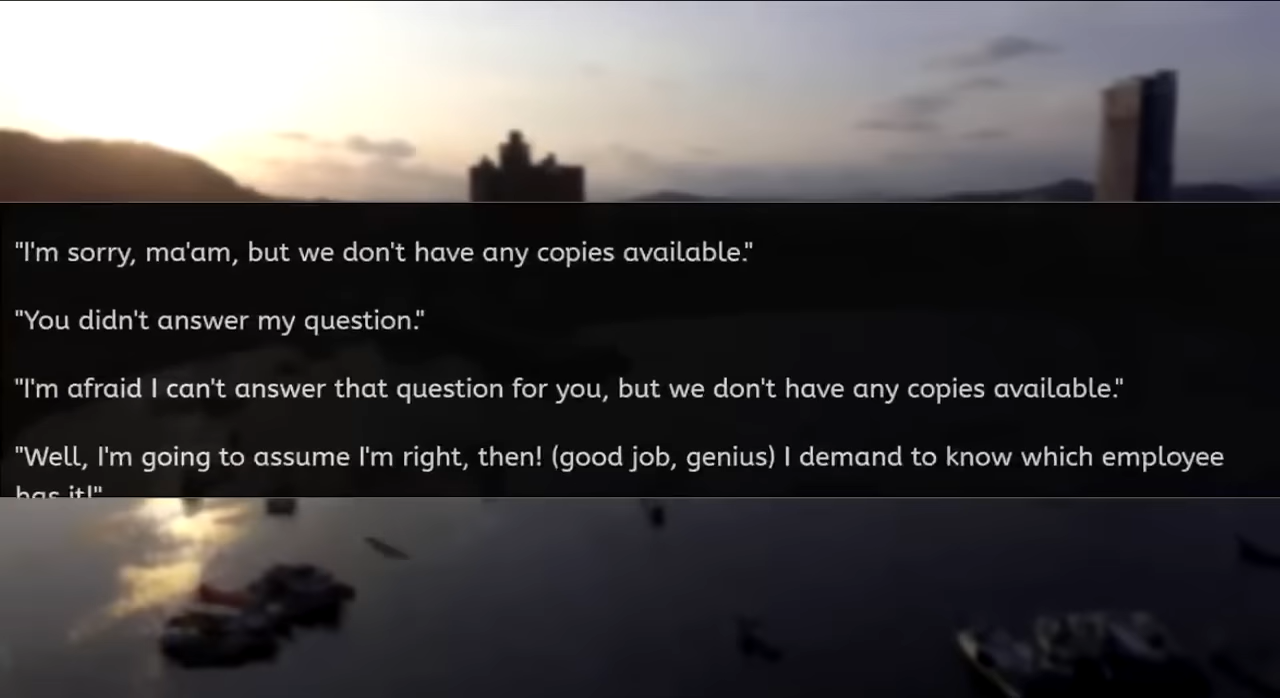 "I'm sorry, ma'am, but we don't have any copies available."
"You didn't answer my question."
"I'm afraid I can't answer that question for you, but we don't have any copies available."
"Well, I'm going to assume I'm right, then! (good job, genius) I demand to know which employee
has it!"